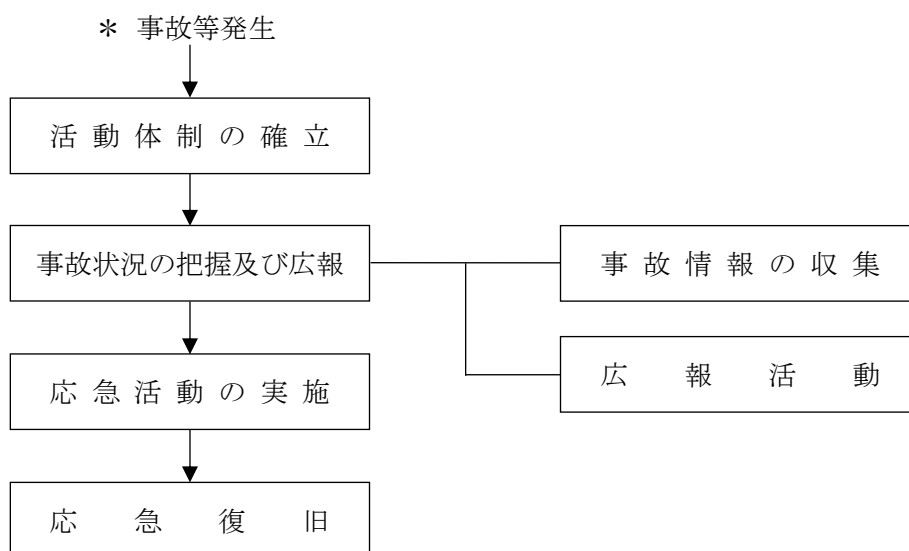 ＊ 事故等発生
活動体制の確立
事故状況の把握及び広報
事故情報の収集
広報活動
応急活動の実施
応急復旧